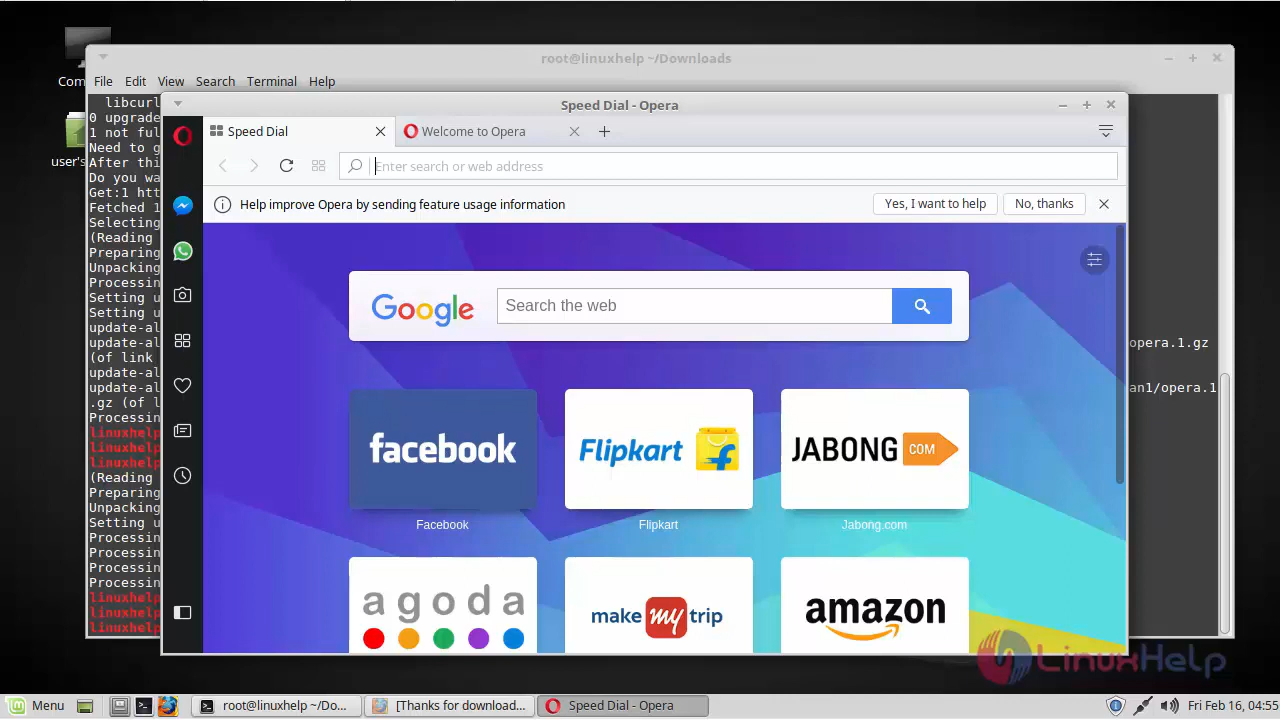 Com
user's
root@linuxhelp ~/Downloads
File Edit View Search Terminal Help
libcurl
0 upgrade
1 not ful
Need to g
After thi
Do you wa
Get:1 htt
Fetched 1
Selecting
(Reading
Preparing
Unpacking
Processin
Setting u
Setting u
update-al
update-al
(of link
update-al
update-al
.gz (of l
Processin
linuxhelp
linuxhelp
linuxhelp
(Reading
Preparing
Unpacking
Setting u
Processin
Processin
Processin
Processin
linuxhelp
linuxhelp
linuxhelp
opera.1.gz
an1/opera.1
Speed Dial - Opera
Speed Dial
Welcome to Opera
Enter search or web address
Help improve Opera by sending feature usage information
Yes, I want to help
No, thanks
Google
Search the web
facebook
Flipkart
JABONG COM
Facebook
Flipkart
Jabong.com
agoda
make my trip
amazon
LinuxHelp
Menu
root@linuxhelp ~/Do...
[Thanks for download...
Speed Dial - Opera
Fri Feb 16, 04:55